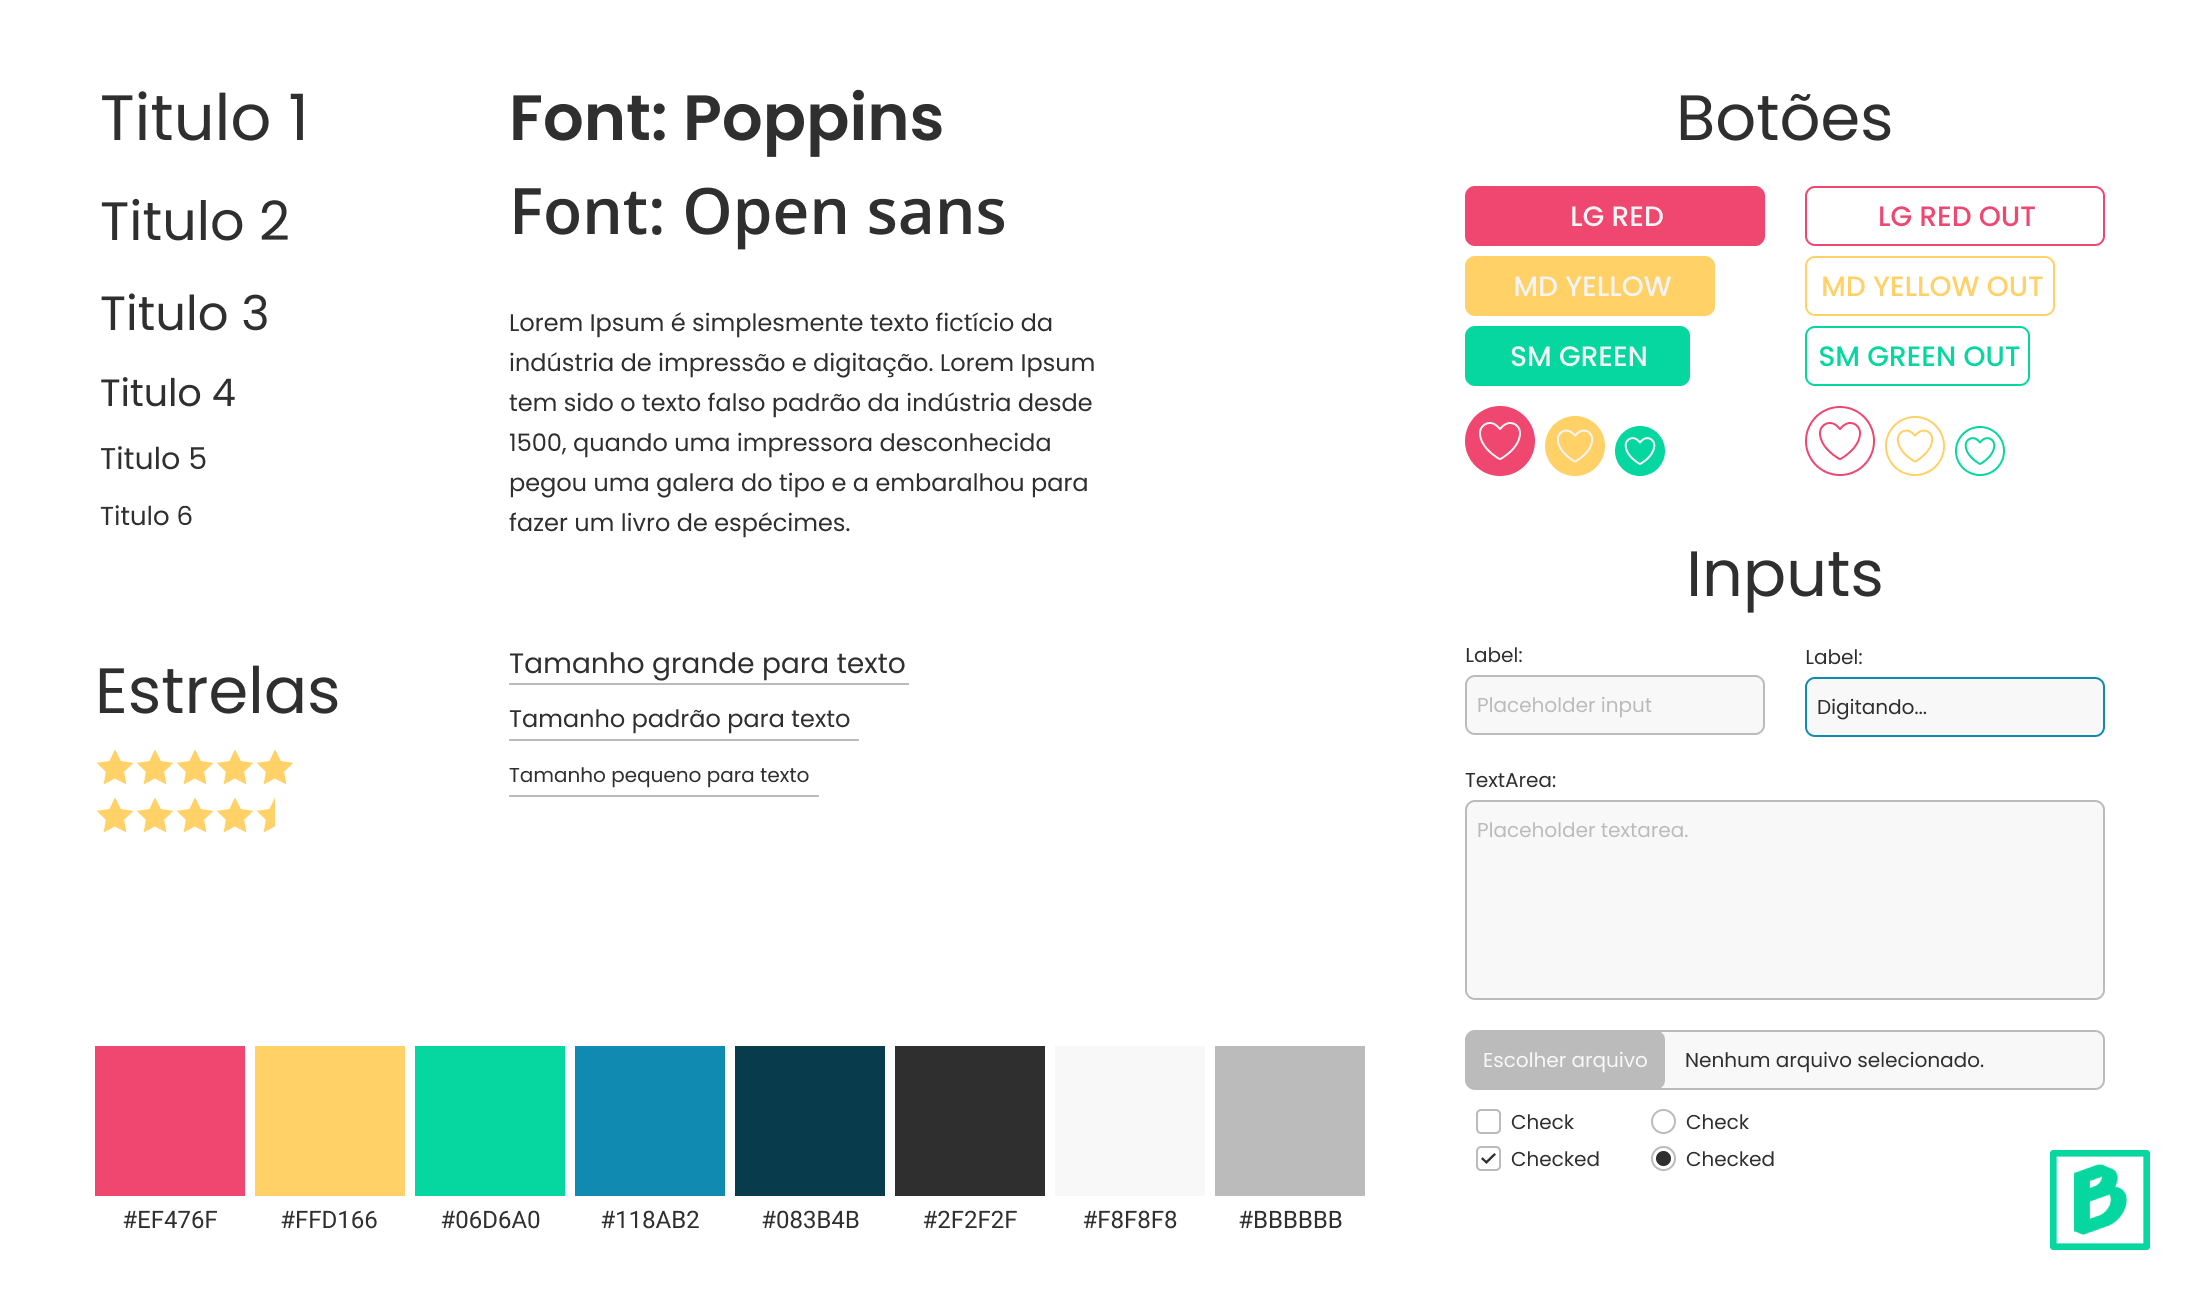 Titulo 1
Titulo 2
Titulo 3
Titulo 4
Titulo 5
Titulo 6
Font: Poppins
Font: Open sans
Lorem Ipsum é simplesmente texto fictício da
indústria de impressão e digitação. Lorem Ipsum
tem sido o texto falso padrão da indústria desde
1500, quando uma impressora desconhecida
pegou uma galera do tipo e a embaralhou para
fazer um livro de espécimes.
Estrelas
Tamanho grande para texto
Tamanho padrão para texto
Tamanho pequeno para texto
#EF476F
#FFD166
#06D6A0
#118AB2
#083B4B
#2F2F2F
#F8F8F8
#BBBBBB
Botões
LG RED
LG RED OUT
MD YELLOW
MD YELLOW OUT
SM GREEN
SM GREEN OUT
Inputs
Label:
Placeholder input
Label:
Digitando...
TextArea:
Placeholder textarea.
Escolher arquivo
Nenhum arquivo selecionado.
Check
Check
Checked
Checked
B